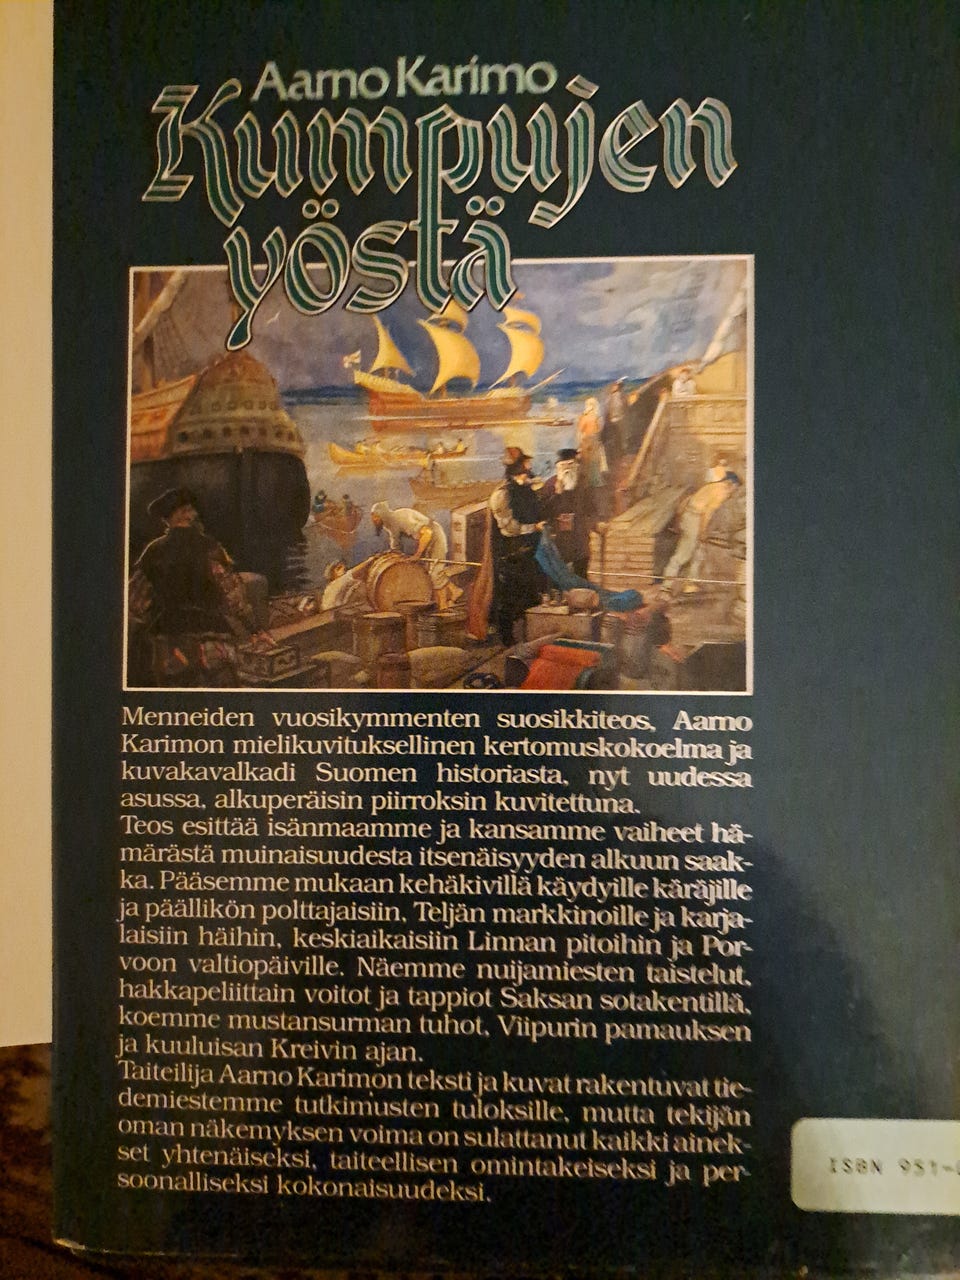 Aarno Karimo
Kumpujen
yöstä
Menneiden vuosikymmenten suosikkiteos, Aarno
Karimon mielikuvituksellinen kertomuskokoelma ja
kuvakavalkadi Suomen historiasta, nyt uudessa
asussa, alkuperäisin piirroksin kuvitettuna.
Teos esittää isänmaamme ja kansamme vaiheet hä-
märästä muinaisuudesta itsenäisyyden alkuun saak-
ka. Pääsemme mukaan kehäkivillä käydyille käräjille
ja päällikön polttajaisiin, Teljän markkinoille ja karja-
laisiin häihin, keskiaikaisiin Linnan pitoihin ja Por-
voon valtiopäiville. Näemme nuijamiesten taistelut,
hakkapeliittain voitot ja tappiot Saksan sotakentillä,
koemme mustansurman tuhot, Viipurin pamauksen
ja kuuluisan Kreivin ajan.
Taiteilija Aarno Karimon teksti ja kuvat rakentuvat tie-
demiestemme tutkimusten tuloksille, mutta tekijän
oman näkemyksen voima on sulattanut kaikki ainek-
set yhtenäiseksi, taiteellisen omintakeiseksi ja per-
soonalliseksi kokonaisuudeksi.
ISBN 951-